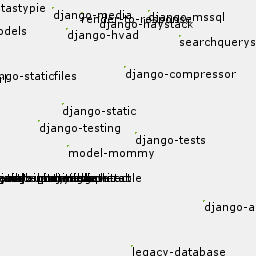 tastypie
django-media
render-to-response
django-mssql
django-haystack
odels
django-hvad
searchquerys
ngo-staticfiles
django-compressor
django-static
django-testing
django-tests
model-mommy
django-a
legacy-database